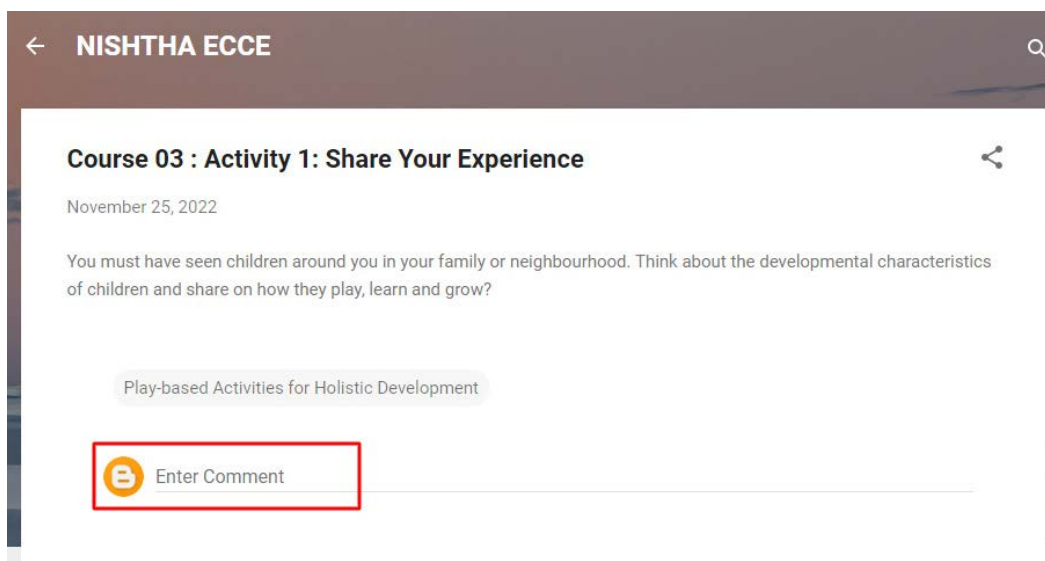 NISHTHA ECCE
Course 03 : Activity 1: Share Your Experience
November 25, 2022
You must have seen children around you in your family or neighbourhood. Think about the developmental characteristics
of children and share on how they play, learn and grow?
Play-based Activities for Holistic Development
Enter Comment